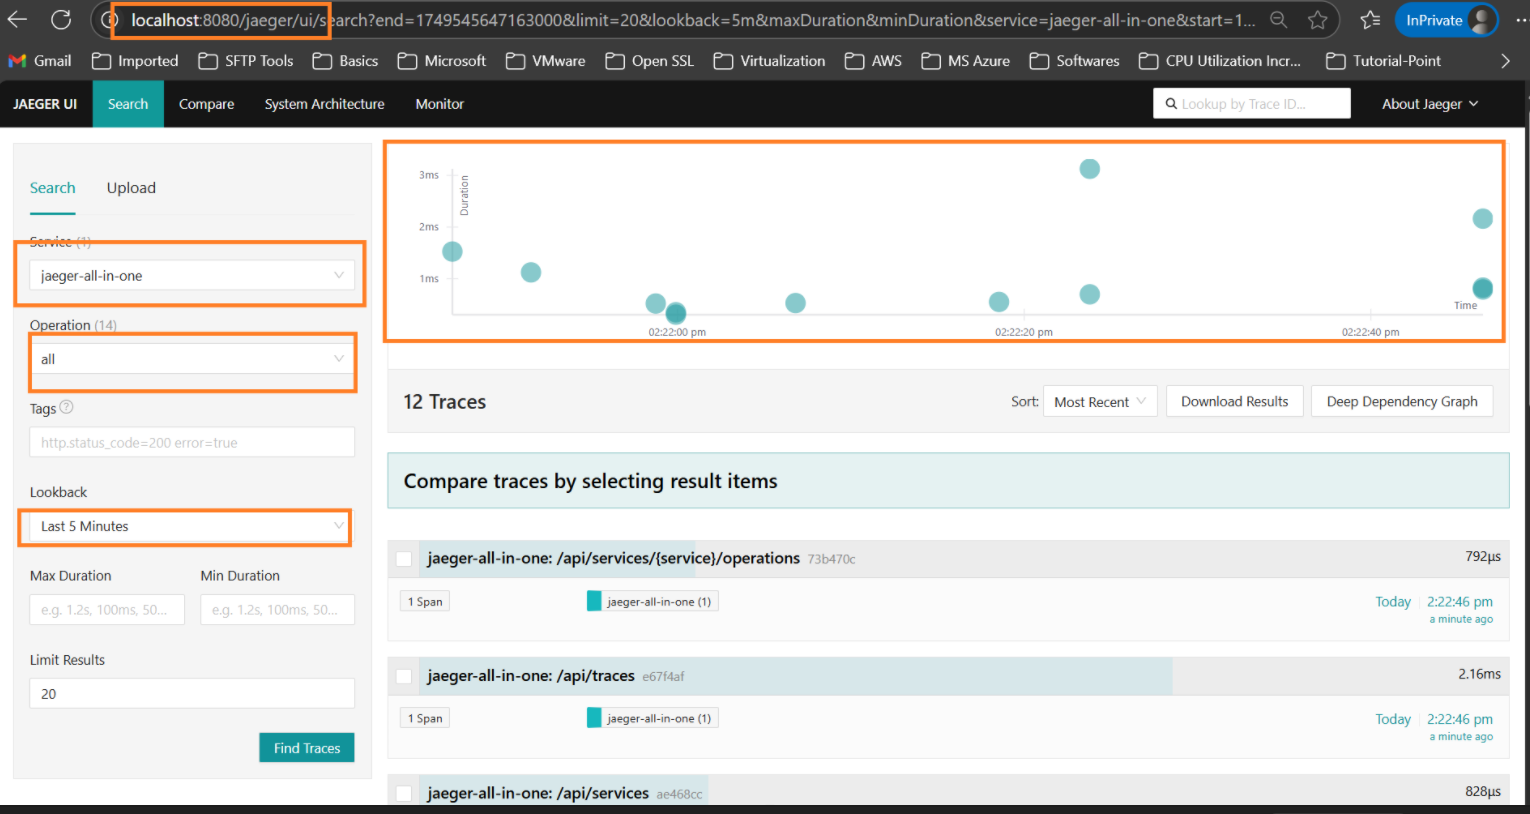 localhost:8080/jaeger/ui/search?end=1749545647163000&limit=20&lookback=5m&maxDuration&minDuration&service=jaeger-all-in-one&start=1...
InPrivate
Gmail Imported SFTP Tools Basics Microsoft VMware Open SSL Virtualization AWS MS Azure Softwares CPU Utilization Incr... Tutorial-Point
JAEGER UI Search Compare System Architecture Monitor Lookup by Trace ID... About Jaeger
Search Upload
Service (1)
jaeger-all-in-one
Operation (14)
all
Tags ?
http.status_code=200 error=true
Lookback
Last 5 Minutes
Max Duration Min Duration
e.g. 1.2s, 100ms, 50... e.g. 1.2s, 100ms, 50...
Limit Results
20
Find Traces
3ms
2ms
1ms
Duration
Time
02:22:00 pm 02:22:20 pm 02:22:40 pm
12 Traces Sort: Most Recent Download Results Deep Dependency Graph
Compare traces by selecting result items
jaeger-all-in-one: /api/services/{service}/operations 73b470c 792µs
1 Span jaeger-all-in-one (1) Today 2:22:46 pm
a minute ago
jaeger-all-in-one: /api/traces e67f4af 2.16ms
1 Span jaeger-all-in-one (1) Today 2:22:46 pm
a minute ago
jaeger-all-in-one: /api/services ae468cc 828µs